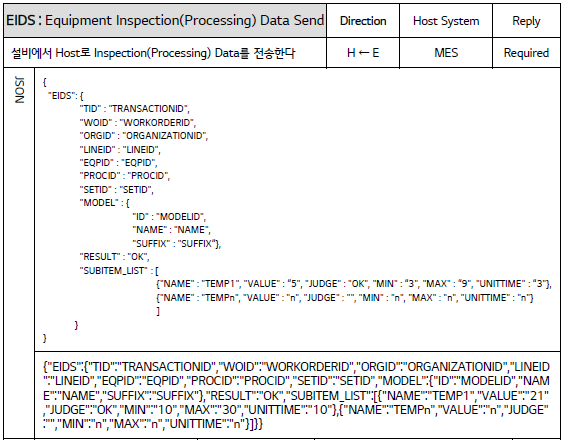 EIDS : Equipment Inspection(Processing) Data Send Direction Host System Reply
설비에서 Host로 Inspection(Processing) Data를 전송한다 H ← E MES Required
JSON
{
"EIDS": {
"TID" : "TRANSACTIONID",
"WOID" : "WORKORDERID",
"ORGID" : "ORGANIZATIONID",
"LINEID" : "LINEID",
"EQPID" : "EQPID",
"PROCID" : "PROCID",
"SETID" : "SETID",
"MODEL" : {
"ID" : "MODELID",
"NAME" : "NAME",
"SUFFIX" : "SUFFIX"},
"RESULT" : "OK",
"SUBITEM_LIST" : [
{"NAME" : "TEMP1", "VALUE" : "5", "JUDGE" : "OK", "MIN" : "3", "MAX" : "9", "UNITTIME" : "3"},
{"NAME" : "TEMPn", "VALUE" : "n", "JUDGE" : "", "MIN" : "n", "MAX" : "n", "UNITTIME" : "n"}
]
}
}
{"EIDS":{"TID":"TRANSACTIONID","WOID":"WORKORDERID","ORGID":"ORGANIZATIONID","LINEID
":"LINEID","EQPID":"EQPID","PROCID":"PROCID","SETID":"SETID","MODEL":{"ID":"MODELID","NAM
E":"NAME","SUFFIX":"SUFFIX"},"RESULT":"OK","SUBITEM_LIST":[{"NAME":"TEMP1","VALUE":"21"
,"JUDGE":"OK","MIN":"10","MAX":"30","UNITTIME":"10"},{"NAME":"TEMPn","VALUE":"n","JUDGE"
:"","MIN":"n","MAX":"n","UNITTIME":"n"}]}}